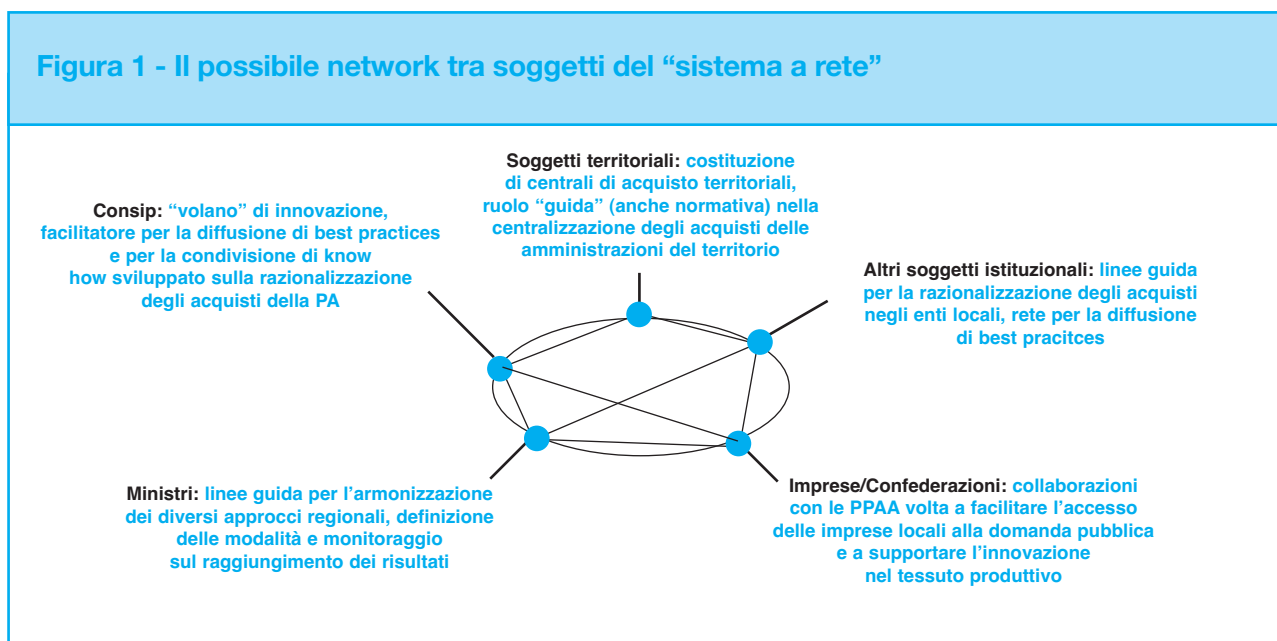 Figura 1 - Il possibile network tra soggetti del “sistema a rete”
Soggetti territoriali: costituzione
di centrali di acquisto territoriali,
ruolo “guida” (anche normativa) nella
centralizzazione degli acquisti delle
amministrazioni del territorio
Consip: “volano” di innovazione,
facilitatore per la diffusione di best practices
e per la condivisione di know
how sviluppato sulla razionalizzazione
degli acquisti della PA
Altri soggetti istituzionali: linee guida
per la razionalizzazione degli acquisti
negli enti locali, rete per la diffusione
di best pracitces
Ministri: linee guida per l’armonizzazione
dei diversi approcci regionali, definizione
delle modalità e monitoraggio
sul raggiungimento dei risultati
Imprese/Confederazioni: collaborazioni
con le PPAA volta a facilitare l’accesso
delle imprese locali alla domanda pubblica
e a supportare l’innovazione
nel tessuto produttivo